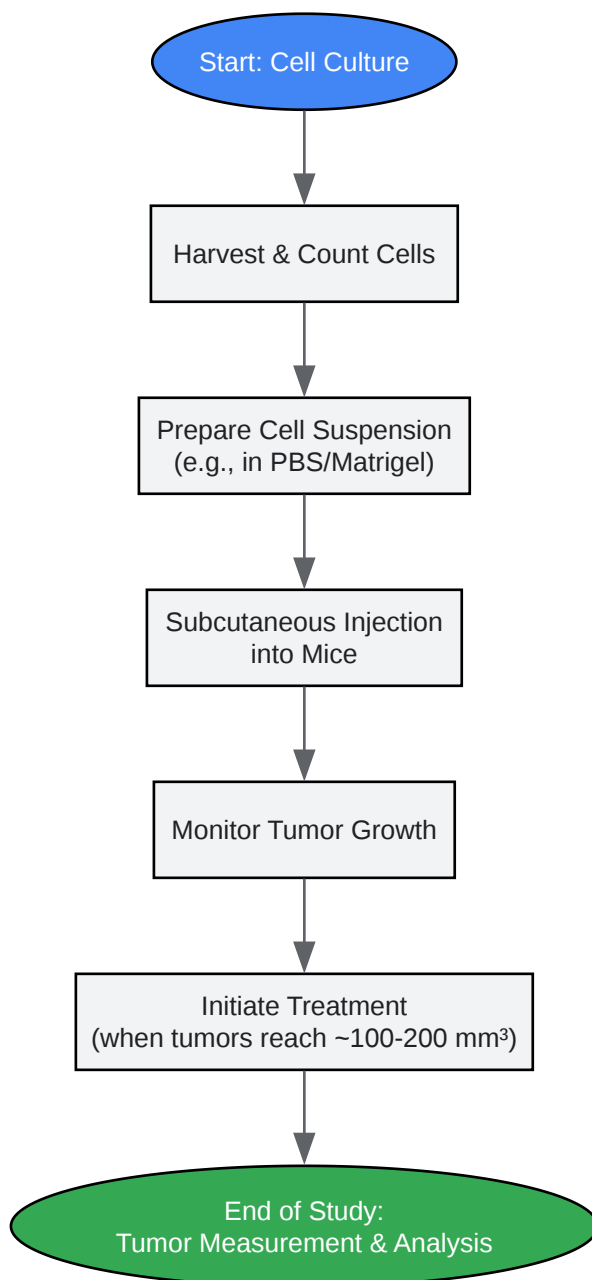 Start: Cell Culture
Harvest & Count Cells
Prepare Cell Suspension
(e.g., in PBS/Matrigel)
Subcutaneous Injection
into Mice
Monitor Tumor Growth
Initiate Treatment
(when tumors reach ~100-200 mm³)
End of Study:
Tumor Measurement & Analysis